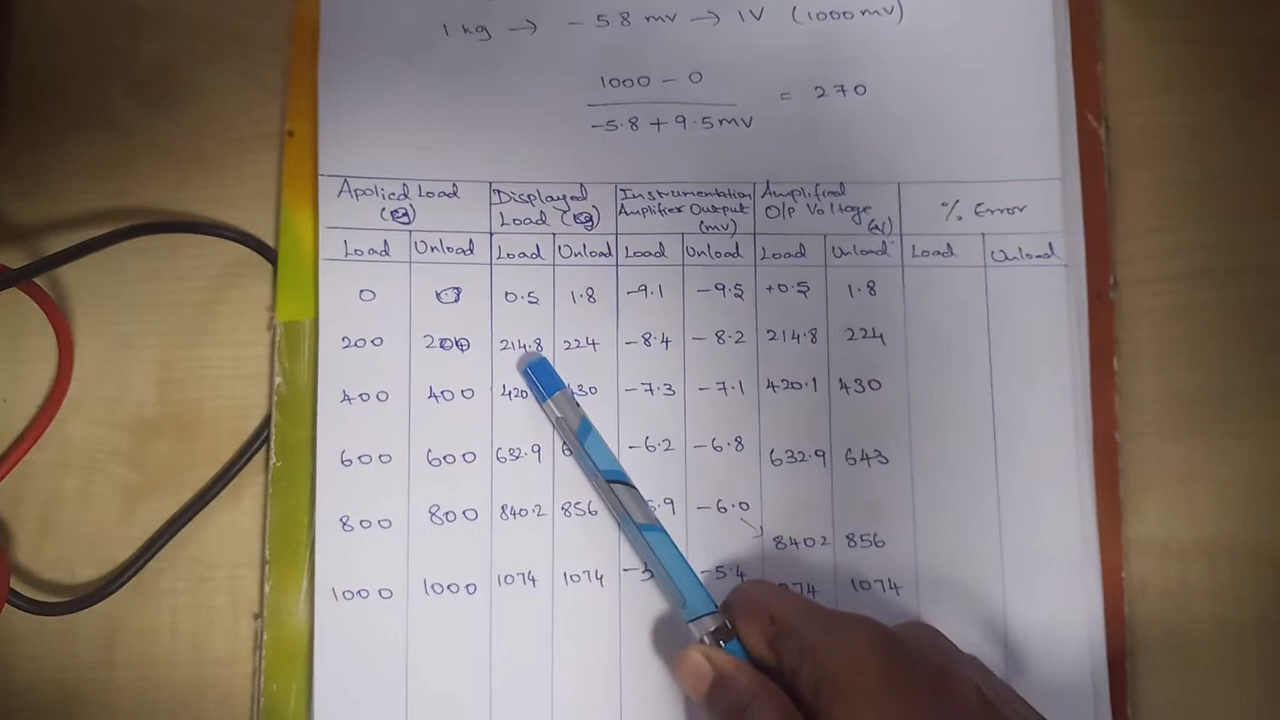 1 kg → - 5.8 mv → 1V (1000mv)
1000 - 0
-5.8 + 9.5mv
= 270
Apolied Load Displayed Instrumentation Amplified % Error
Load (kg) Amplifier Output O/p Voltage
(mv)
Load Unload Load Unload Load Unload Load Unload Load Unload
0 0 0.5 1.8 -9.1 -9.5 +0.5 1.8
200 200 214.8 224 -8.4 -8.2 214.8 224
400 400 420 430 -7.3 -7.1 420.1 430
600 600 632.9 -6.2 -6.8 632.9 643
800 800 840.2 856 -6.0 840.2 856
1000 1000 1074 1074 -5.4 1074